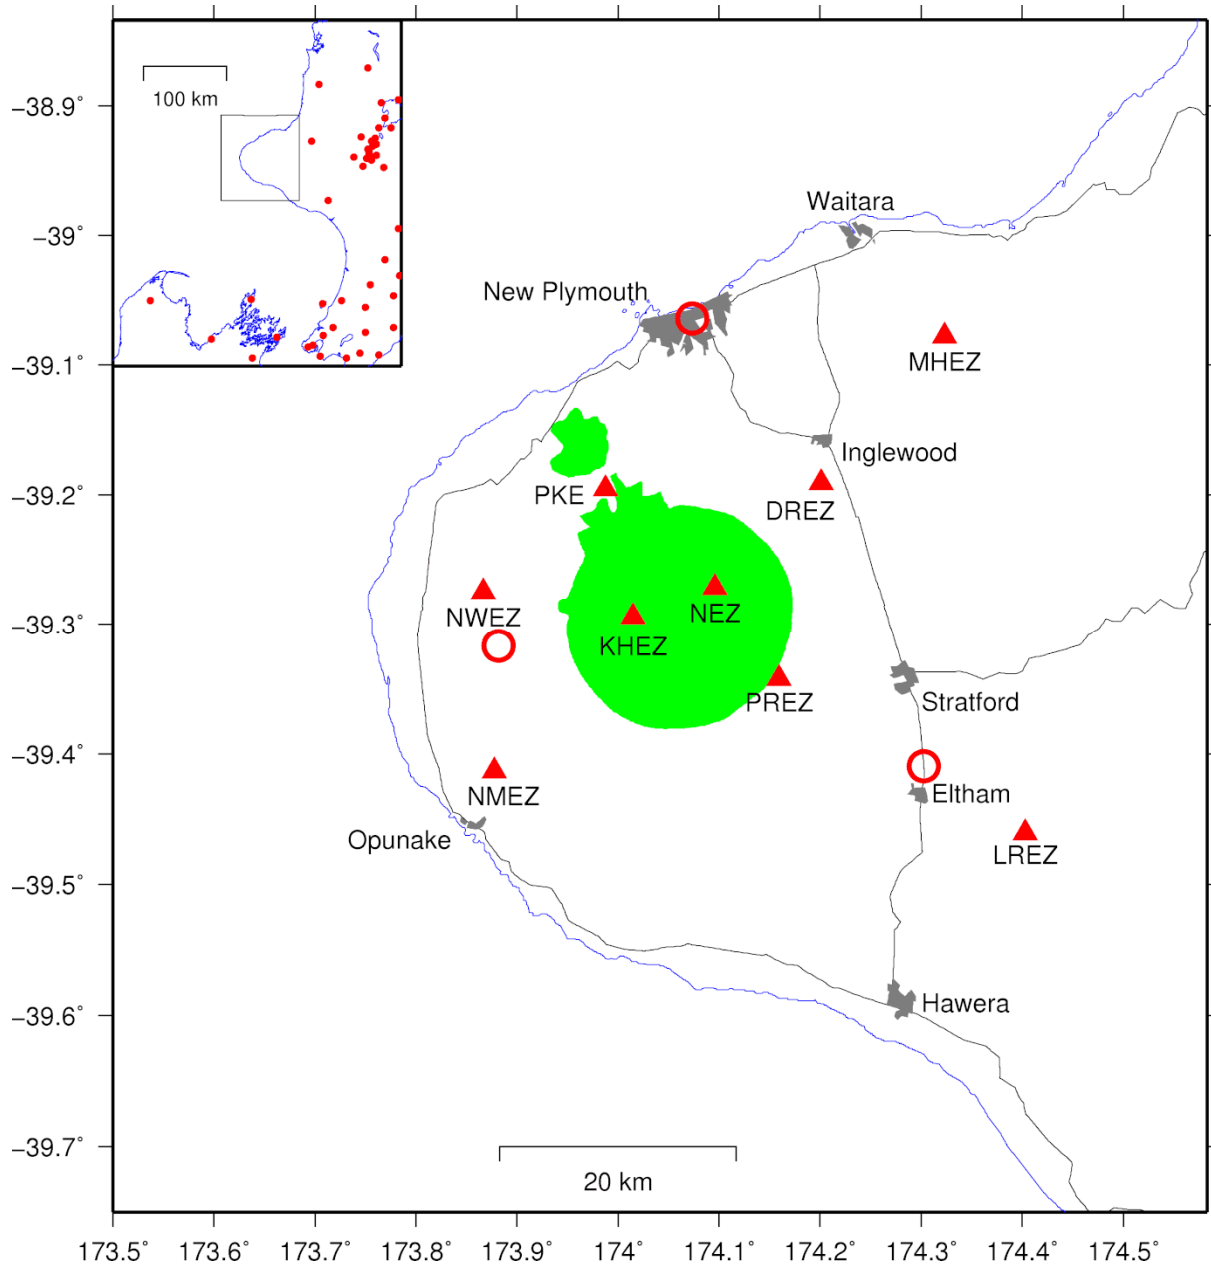 100 km
−38.9°
−39°
−39.1°
−39.2°
−39.3°
−39.4°
−39.5°
−39.6°
−39.7°
Waitara
New Plymouth
MHEZ
Inglewood
PKE
DREZ
NWEZ
NEZ
KHEZ
PREZ
Stratford
NMEZ
Eltham
Opunake
LREZ
Hawera
20 km
173.5°
173.6°
173.7°
173.8°
173.9°
174°
174.1°
174.2°
174.3°
174.4°
174.5°